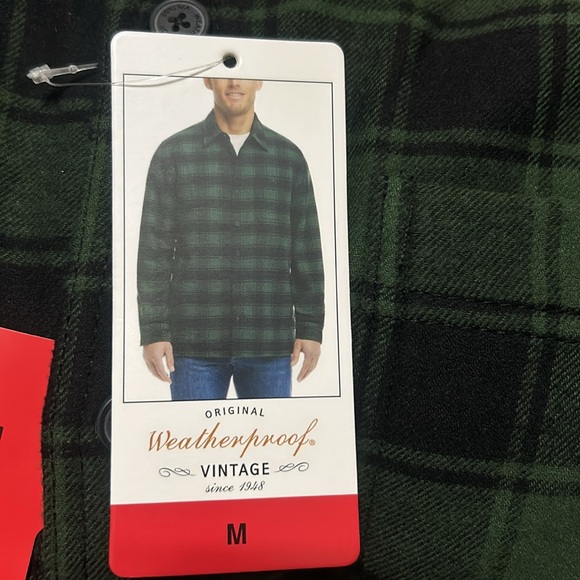 ORIGINAL
Weatherproof®
VINTAGE
since 1948
M